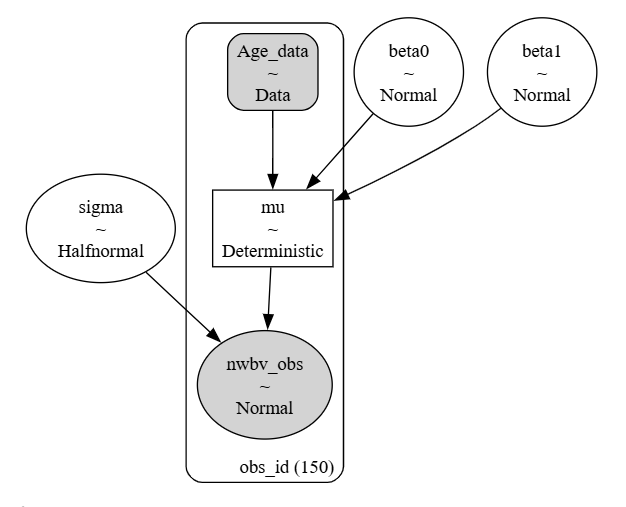 Age_data
~
Data
beta0
~
Normal
beta1
~
Normal
sigma
~
Halfnormal
mu
~
Deterministic
nwbv_obs
~
Normal
obs_id (150)